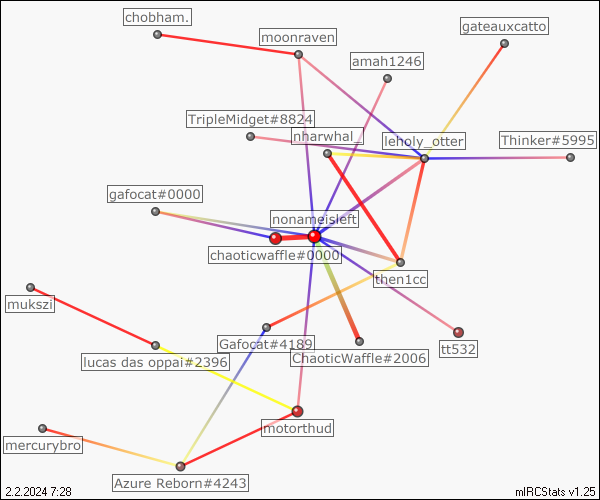 chobham.
gateauxcatto
moonraven
amah1246
TripleMidget#8824
nharwhal_
leholy_otter
Thinker#5995
gafocat#0000
nonameisleft
chaoticwaffle#0000
then1cc
mukszi
Gafocat#4189
tt532
lucas das oppai#2396
ChaoticWaffle#2006
motorthud
mercurybro
Azure Reborn#4243
2.2.2024 7:28
mIRCStats v1.25